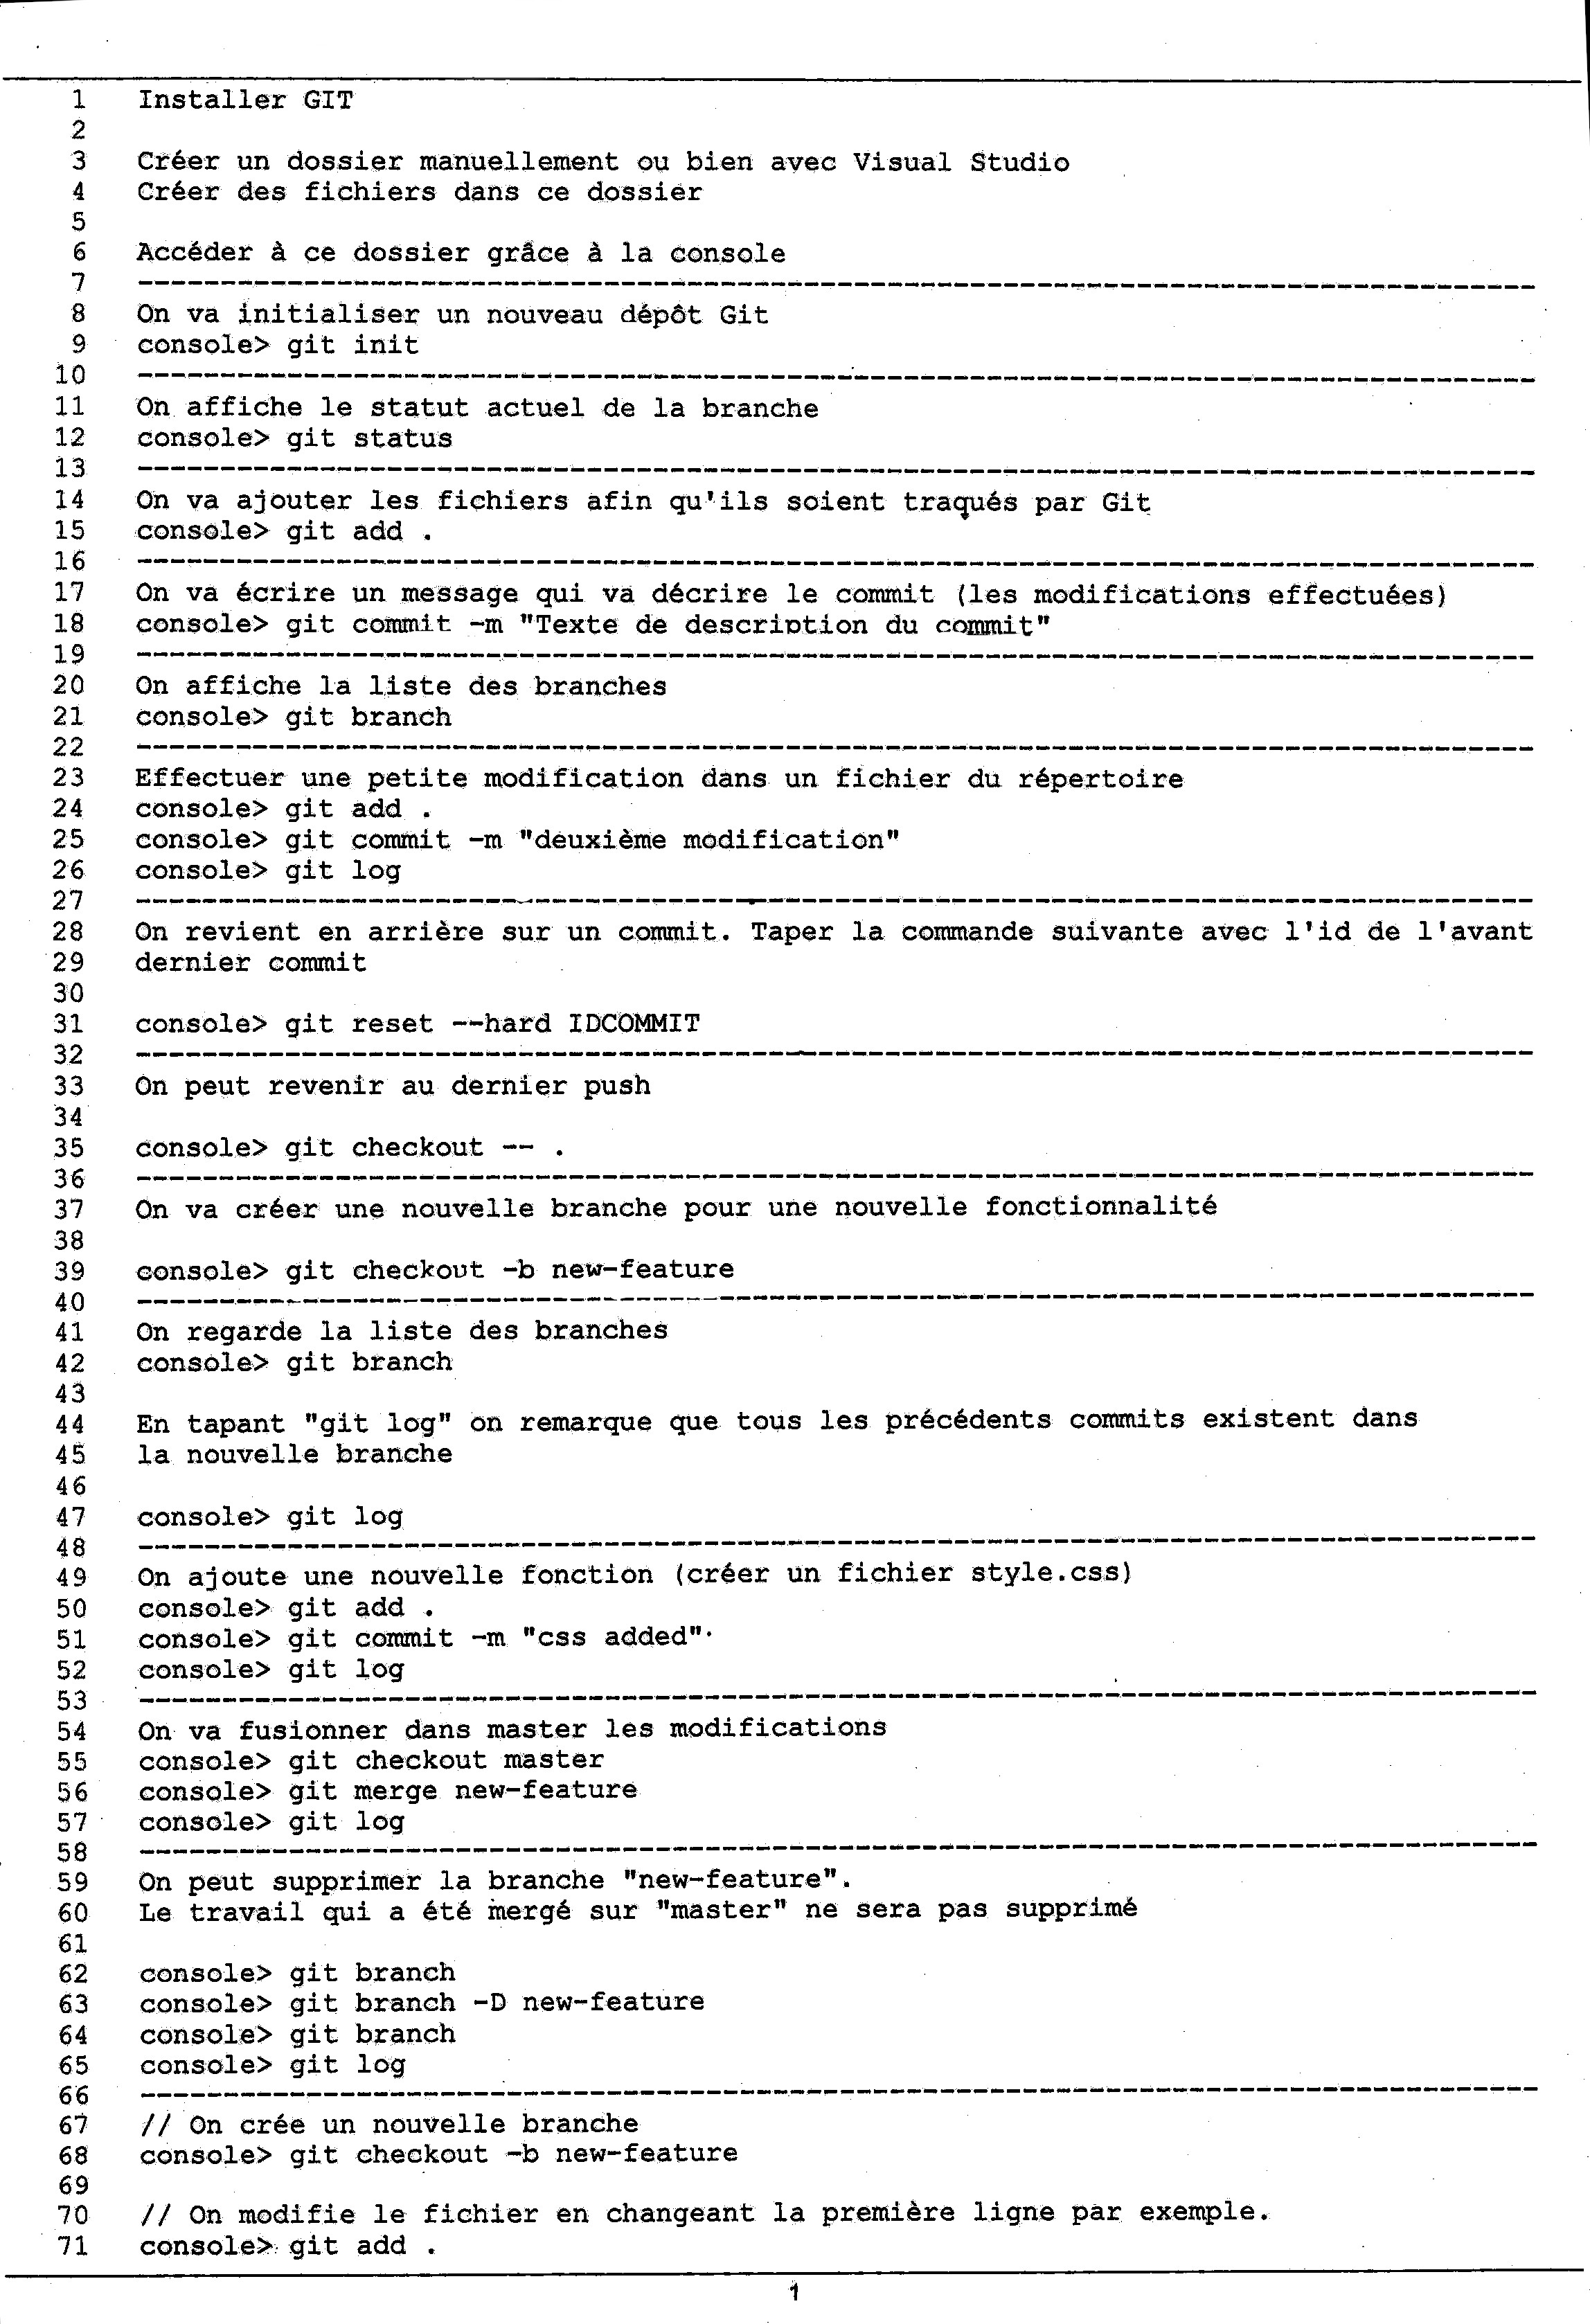 1 Installer GIT
2
3 Créer un dossier manuellement ou bien avec Visual Studio
4 Créer des fichiers dans ce dossier
5
6 Accéder à ce dossier grâce à la console
7 ------------------------------------------------------------------------------------
8 On va initialiser un nouveau dépôt Git
9 console> git init
10 ------------------------------------------------------------------------------------
11 On affiche le statut actuel de la branche
12 console> git status
13 ------------------------------------------------------------------------------------
14 On va ajouter les fichiers afin qu'ils soient traqués par Git
15 console> git add .
16 ------------------------------------------------------------------------------------
17 On va écrire un message qui va décrire le commit (les modifications effectuées)
18 console> git commit -m "Texte de description du commit"
19 ------------------------------------------------------------------------------------
20 On affiche la liste des branches
21 console> git branch
22 ------------------------------------------------------------------------------------
23 Effectuer une petite modification dans un fichier du répertoire
24 console> git add .
25 console> git commit -m "deuxième modification"
26 console> git log
27 ------------------------------------------------------------------------------------
28 On revient en arrière sur un commit. Taper la commande suivante avec l'id de l'avant
29 dernier commit
30
31 console> git reset --hard IDCOMMIT
32 ------------------------------------------------------------------------------------
33 On peut revenir au dernier push
34
35 console> git checkout -- .
36 ------------------------------------------------------------------------------------
37 On va créer une nouvelle branche pour une nouvelle fonctionnalité
38
39 console> git checkout -b new-feature
40 ------------------------------------------------------------------------------------
41 On regarde la liste des branches
42 console> git branch
43
44 En tapant "git log" on remarque que tous les précédents commits existent dans
45 la nouvelle branche
46
47 console> git log
48 ------------------------------------------------------------------------------------
49 On ajoute une nouvelle fonction (créer un fichier style.css)
50 console> git add .
51 console> git commit -m "css added"
52 console> git log
53 ------------------------------------------------------------------------------------
54 On va fusionner dans master les modifications
55 console> git checkout master
56 console> git merge new-feature
57 console> git log
58 ------------------------------------------------------------------------------------
59 On peut supprimer la branche "new-feature".
60 Le travail qui a été mergé sur "master" ne sera pas supprimé
61
62 console> git branch
63 console> git branch -D new-feature
64 console> git branch
65 console> git log
66 ------------------------------------------------------------------------------------
67 // On crée un nouvelle branche
68 console> git checkout -b new-feature
69
70 // On modifie le fichier en changeant la première ligne par exemple.
71 console> git add .
1